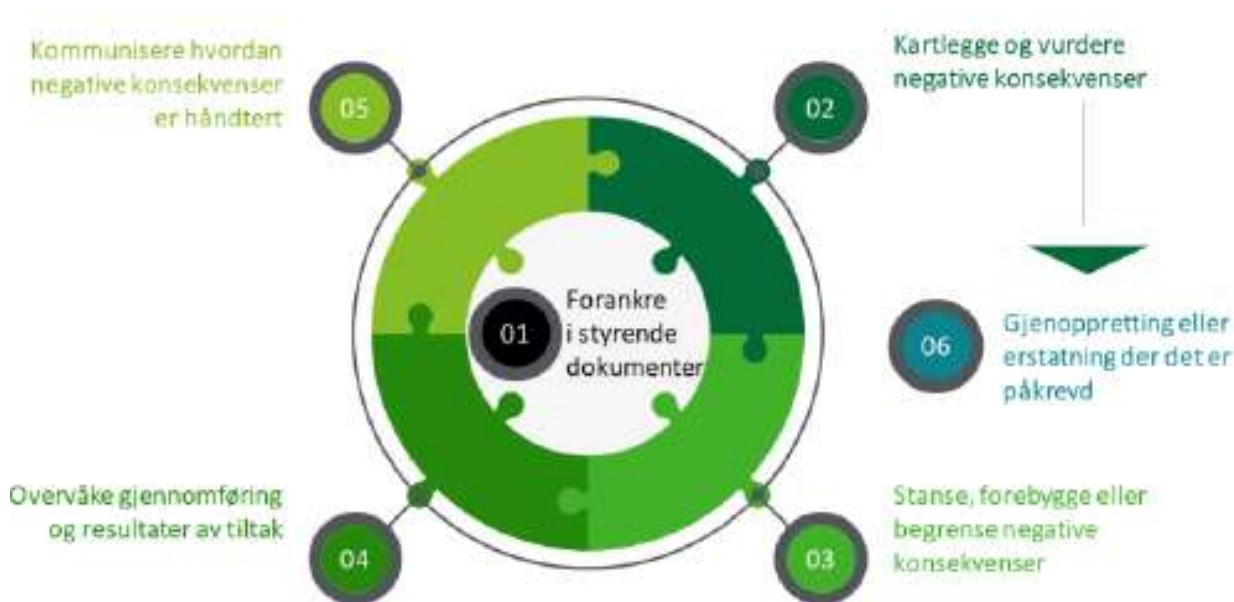 Kommunisere hvordan
negative konsekvenser
er håndtert
05
Kartlegge og vurdere
negative konsekvenser
02
01
Forankre
i styrende
dokumenter
06
Gjenoppretting eller
erstatning der det er
påkrevd
Overvåke gjennomføring
og resultater av tiltak
04
Stanse, forebygge eller
begrense negative
konsekvenser
03